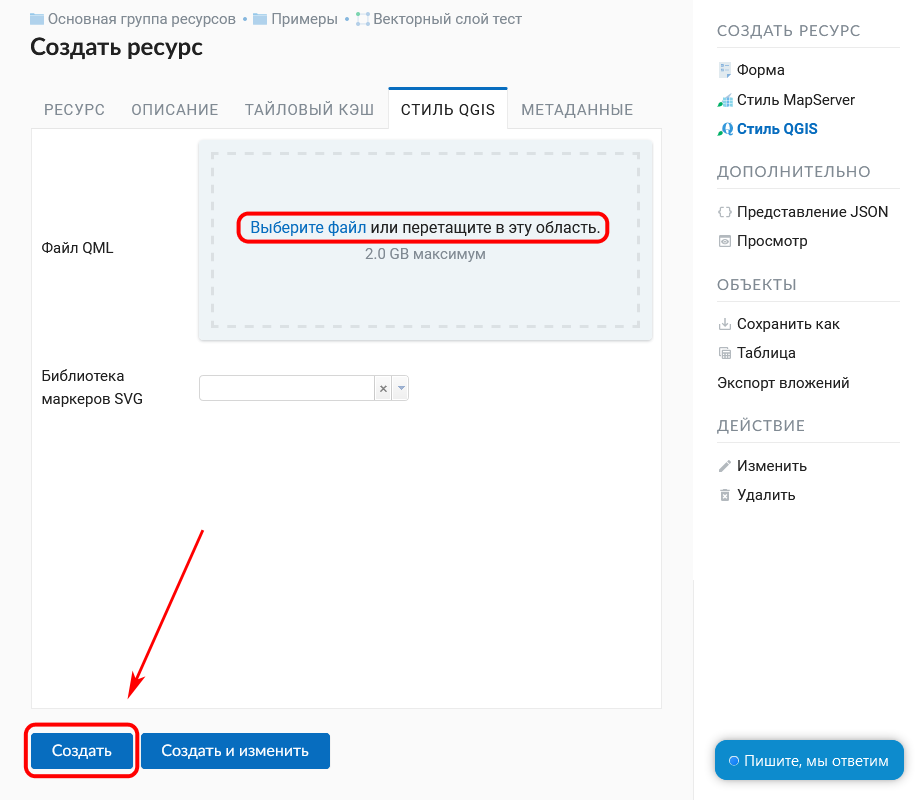 Основная группа ресурсов • Примеры • Векторный слой тест
Создать ресурс
РЕСУРС ОПИСАНИЕ ТАЙЛОВЫЙ КЭШ СТИЛЬ QGIS МЕТАДАННЫЕ
Файл QML
Выберите файл или перетащите в эту область.
2.0 GB максимум
Библиотека
маркеров SVG
Создать
Создать и изменить
СОЗДАТЬ РЕСУРС
Форма
Стиль MapServer
Стиль QGIS
ДОПОЛНИТЕЛЬНО
Представление JSON
Просмотр
ОБЪЕКТЫ
Сохранить как
Таблица
Экспорт вложений
ДЕЙСТВИЕ
Изменить
Удалить
Пишите, мы ответим